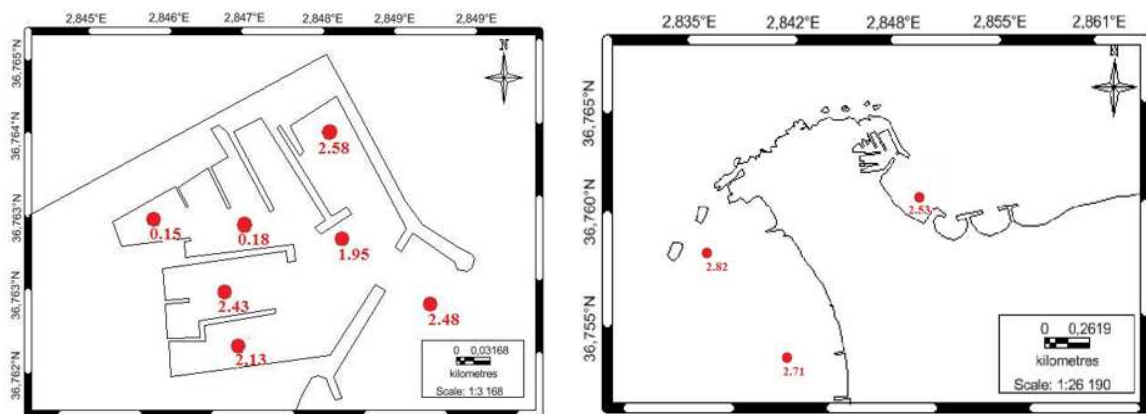 2,845°E 2,846°E 2,847°E 2,848°E 2,849°E 2,849°E
36,765°N
36,764°N
36,763°N
36,763°N
36,762°N
N
2.58
0.15
0.18
1.95
2.43
2.48
2.13
0 0,03168
kilometres
Scale: 1:3 168
2,835°E 2,842°E 2,848°E 2,855°E 2,861°E
36,765°N
36,760°N
36,755°N
N
2.53
2.82
2.71
0 0,2619
kilometres
Scale: 1:26 190